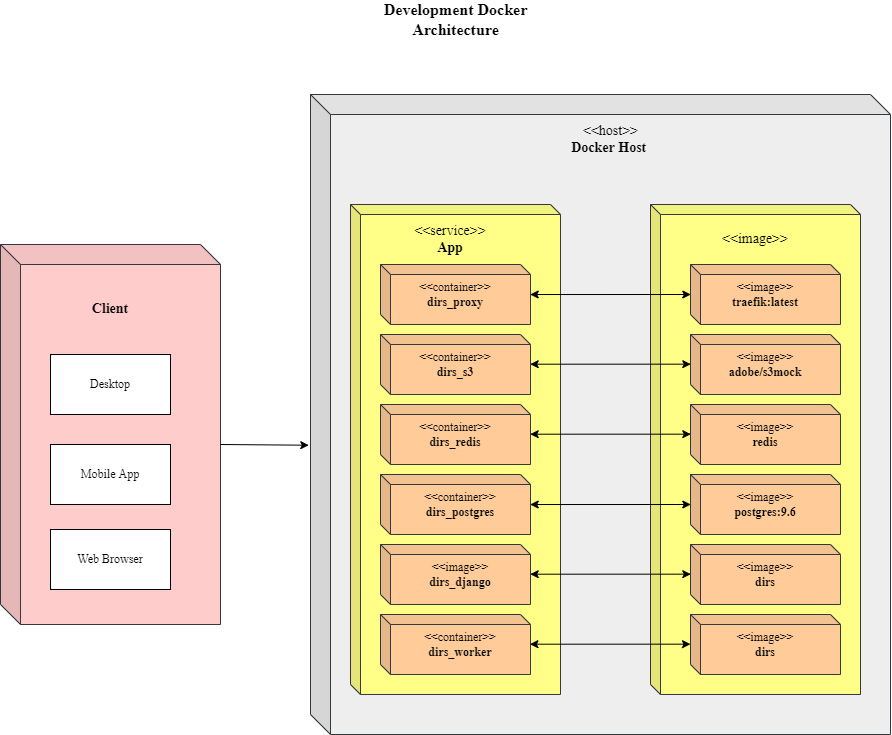 Development Docker
Architecture
<<host>>
Docker Host
<<service>>
App
<<image>>
<<container>>
dirs_proxy
<<image>>
traefik:latest
Client
<<container>>
dirs_s3
<<image>>
adobe/s3mock
Desktop
<<container>>
dirs_redis
<<image>>
redis
Mobile App
<<container>>
dirs_postgres
<<image>>
postgres:9.6
Web Browser
<<image>>
dirs_django
<<image>>
dirs
<<container>>
dirs_worker
<<image>>
dirs